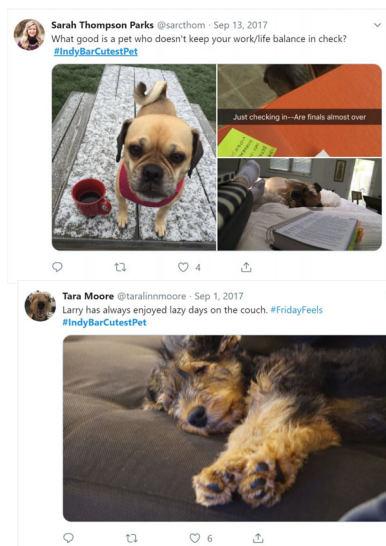 Sarah Thompson Parks @sarcthom · Sep 13, 2017
What good is a pet who doesn't keep your work/life balance in check?
#IndyBarCutestPet
Just checking in--Are finals almost over
4
Tara Moore @taralinnmoore · Sep 1, 2017
Larry has always enjoyed lazy days on the couch. #FridayFeels
#IndyBarCutestPet
6